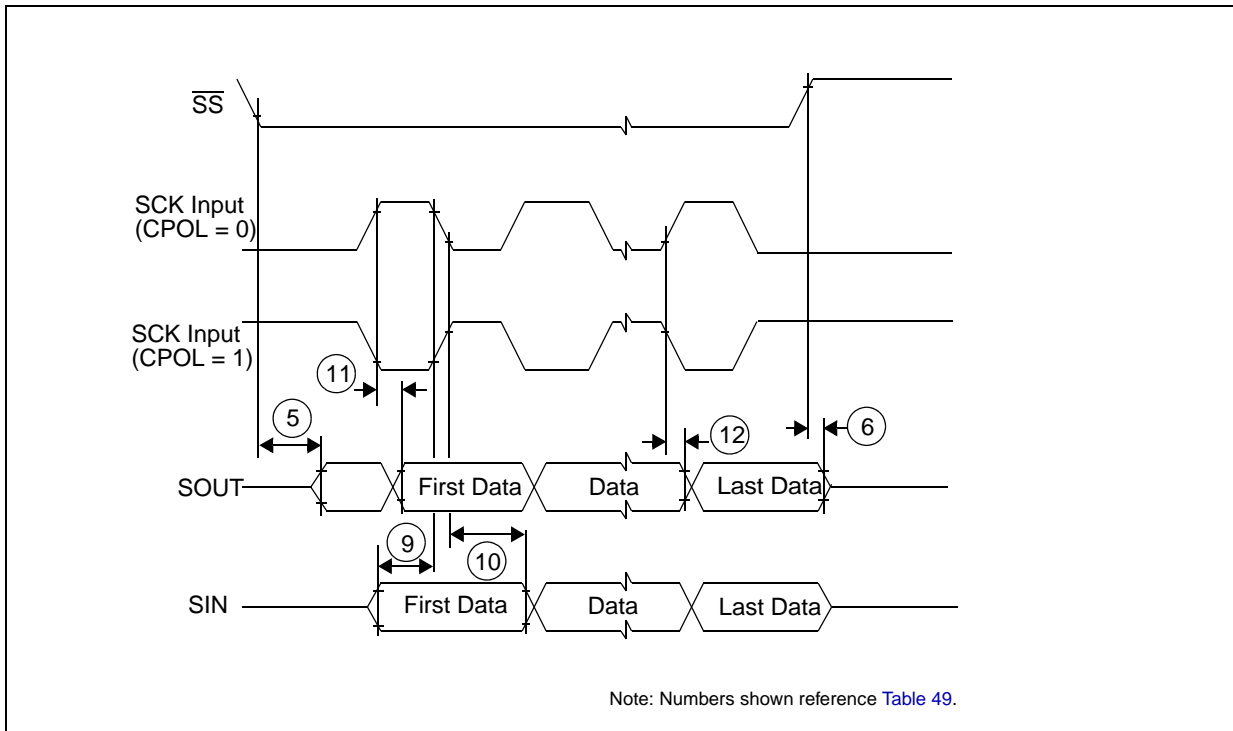 SS
SCK Input
(CPOL = 0)
SCK Input
(CPOL = 1)
11
5
12
6
SOUT
First Data
Data
Last Data
9
10
SIN
First Data
Data
Last Data
Note: Numbers shown reference Table 49.